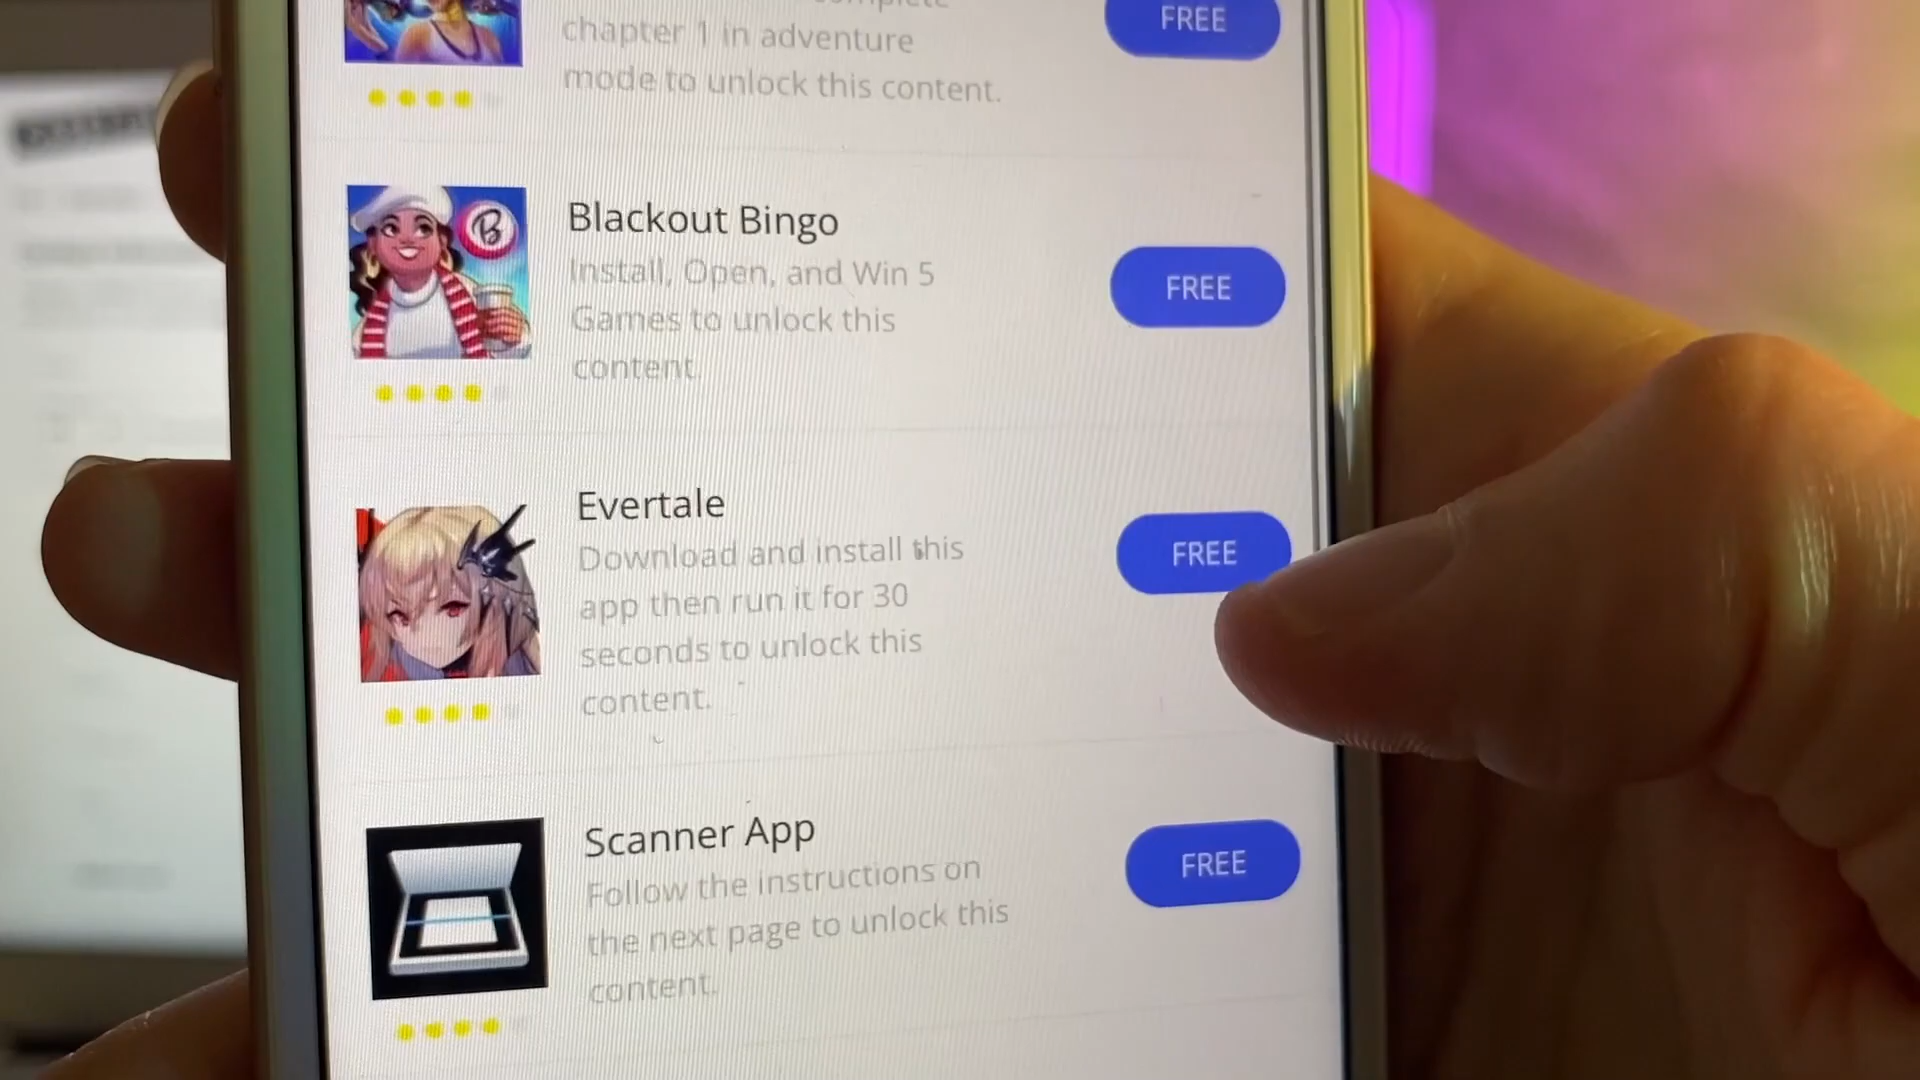 chapter 1 in adventure
mode to unlock this content.
FREE
Blackout Bingo
Install, Open, and Win 5
Games to unlock this
content.
FREE
B
Evertale
Download and install this
app then run it for 30
seconds to unlock this
content.
FREE
Scanner App
Follow the instructions on
the next page to unlock this
content.
FREE